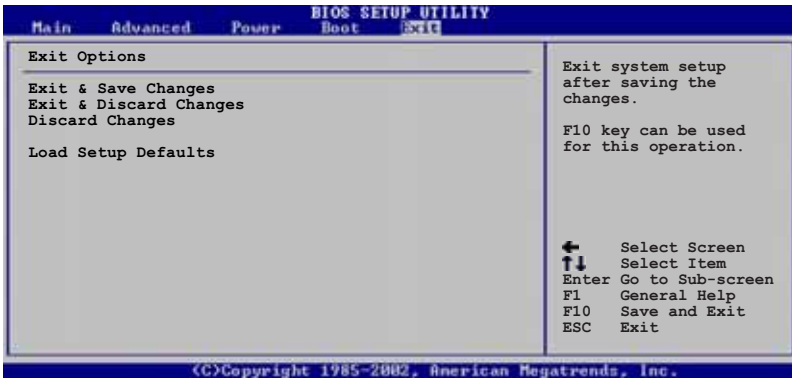 BIOS SETUP UTILITY
Main Advanced Power Boot Exit
Exit Options
Exit & Save Changes
Exit & Discard Changes
Discard Changes
Load Setup Defaults
Exit system setup
after saving the
changes.
F10 key can be used
for this operation.
← Select Screen
↑↓ Select Item
Enter Go to Sub-screen
F1 General Help
F10 Save and Exit
ESC Exit
(C)Copyright 1985-2002, American Megatrends, Inc.